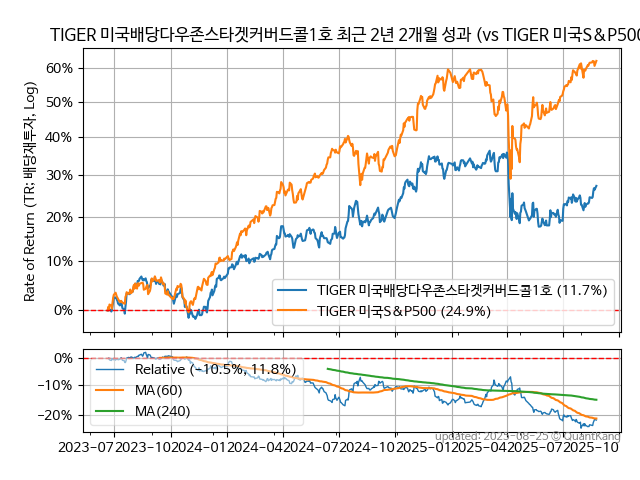 TIGER 미국배당다우존스타겟커버드콜1호 최근 2년 2개월 성과 (vs TIGER 미국S&P500
60%
50%
40%
30%
20%
10%
0%
Rate of Return (TR: 배당재투자, Log)
TIGER 미국배당다우존스타겟커버드콜1호 (11.7%)
TIGER 미국S&P500 (24.9%)
0%
−10%
−20%
Relative (−10.5%, 11.8%)
MA(60)
MA(240)
updated: 2025-08-25 © QuantKang
2023-07 2023-10 2024-01 2024-04 2024-07 2024-10 2025-01 2025-04 2025-07 2025-10